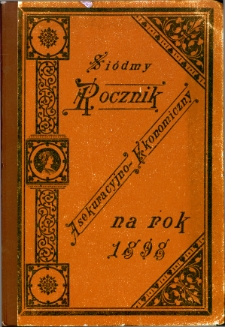 Siódmy
Rocznik
Asekuracyjno-Ekonomiczny
na rok
1898